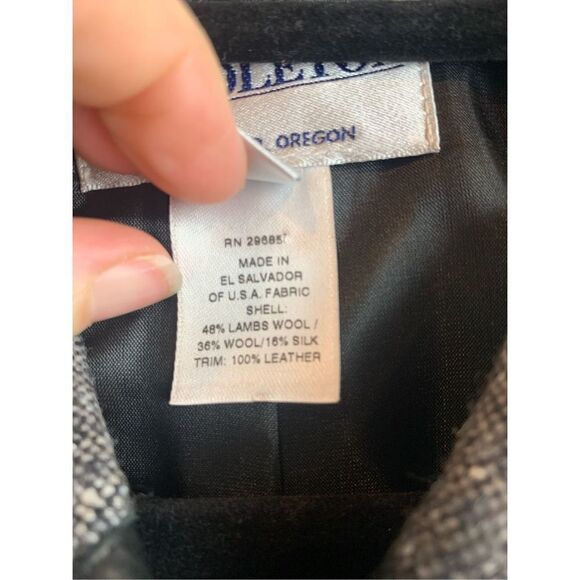 OREGON
RN 29685
MADE IN
EL SALVADOR
OF U.S.A. FABRIC
SHELL:
48% LAMBS WOOL /
36% WOOL/16% SILK
TRIM: 100% LEATHER